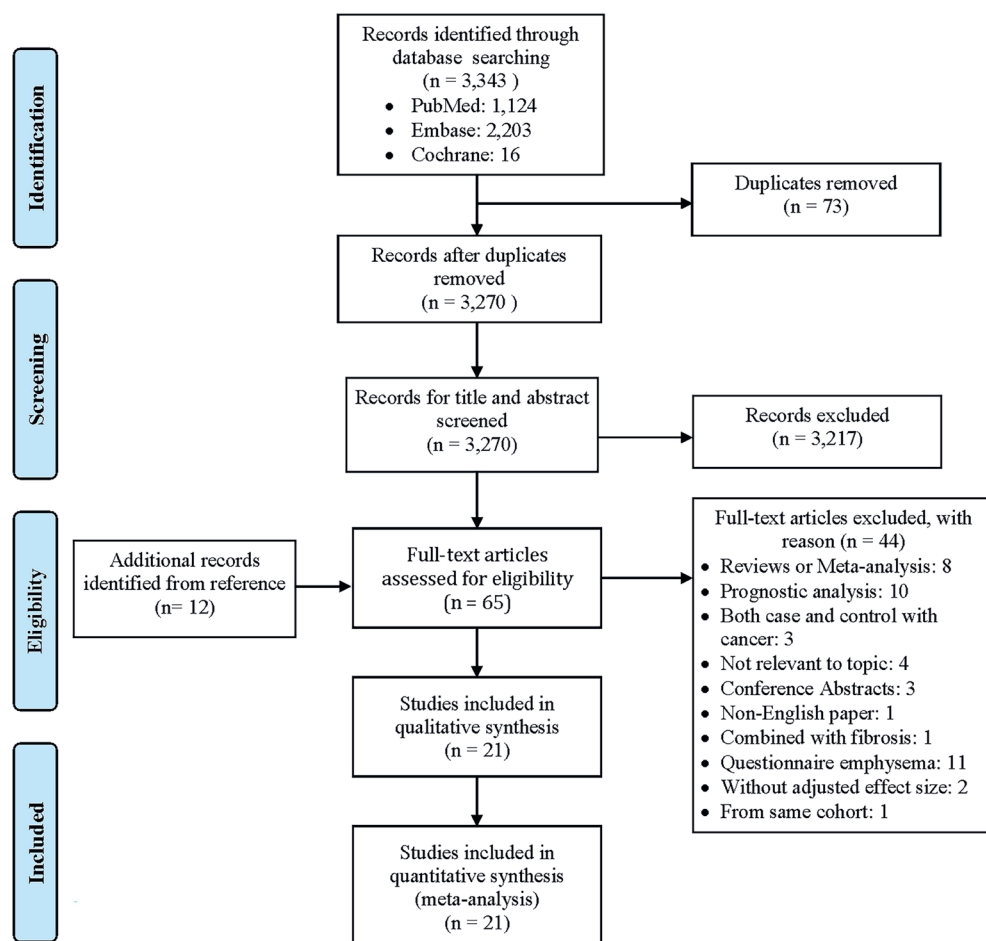 Identification
Records identified through
database searching
(n = 3,343 )
• PubMed: 1,124
• Embase: 2,203
• Cochrane: 16
Duplicates removed
(n = 73)
Records after duplicates
removed
(n = 3,270 )
Screening
Records for title and abstract
screened
(n = 3,270)
Records excluded
(n = 3,217)
Eligibility
Additional records
identified from reference
(n= 12)
Full-text articles
assessed for eligibility
(n = 65)
Full-text articles excluded, with
reason (n = 44)
• Reviews or Meta-analysis: 8
• Prognostic analysis: 10
• Both case and control with
cancer: 3
• Not relevant to topic: 4
• Conference Abstracts: 3
• Non-English paper: 1
• Combined with fibrosis: 1
• Questionnaire emphysema: 11
• Without adjusted effect size: 2
• From same cohort: 1
Studies included in
qualitative synthesis
(n = 21)
Included
Studies included in
quantitative synthesis
(meta-analysis)
(n = 21)